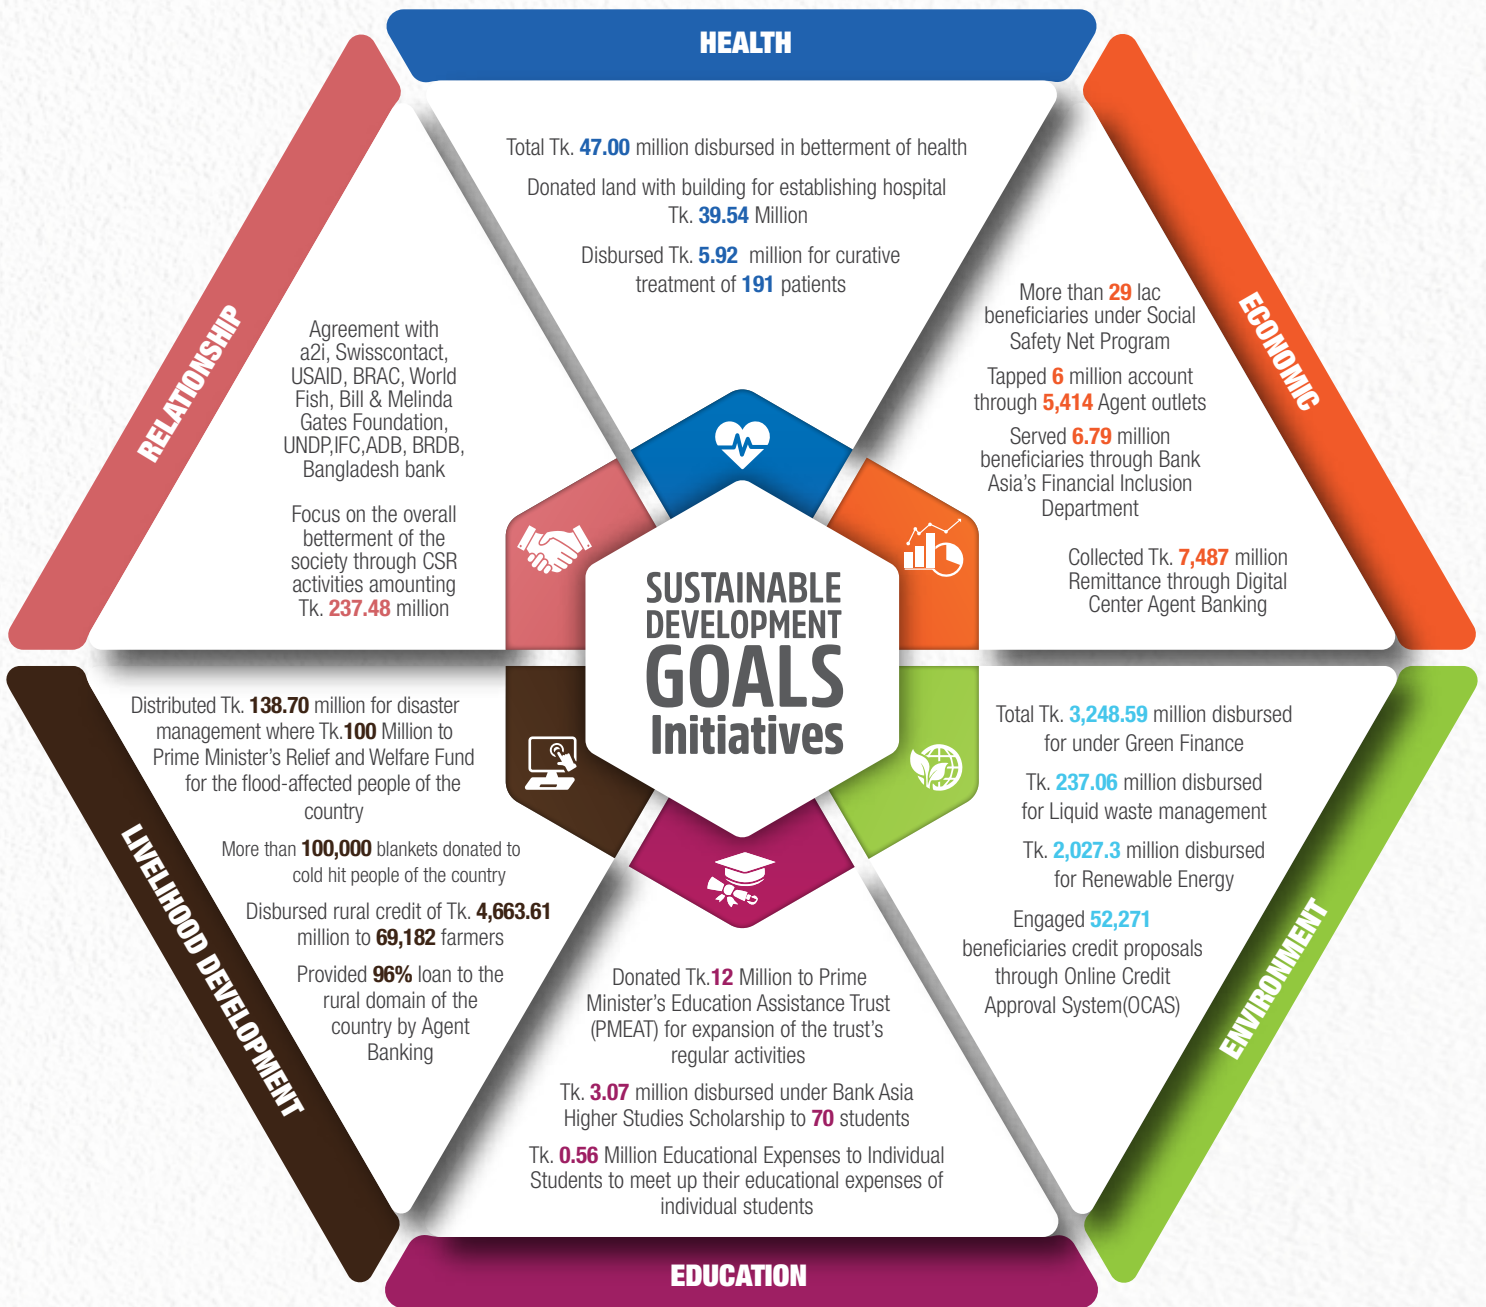 HEALTH
Total Tk. 47.00 million disbursed in betterment of health
Donated land with building for establishing hospital
Tk. 39.54 Million
Disbursed Tk. 5.92 million for curative
treatment of 191 patients
ECONOMIC
More than 29 lac
beneficiaries under Social
Safety Net Program
Tapped 6 million account
through 5,414 Agent outlets
Served 6.79 million
beneficiaries through Bank
Asia's Financial Inclusion
Department
Collected Tk. 7,487 million
Remittance through Digital
Center Agent Banking
RELATIONSHIP
Agreement with
a2i, Swisscontact,
USAID, BRAC, World
Fish, Bill & Melinda
Gates Foundation,
UNDP,IFC,ADB, BRDB,
Bangladesh bank
Focus on the overall
betterment of the
society through CSR
activities amounting
Tk. 237.48 million
SUSTAINABLE
DEVELOPMENT
GOALS
Initiatives
LIVELIHOOD DEVELOPMENT
Distributed Tk. 138.70 million for disaster
management where Tk.100 Million to
Prime Minister's Relief and Welfare Fund
for the flood-affected people of the
country
More than 100,000 blankets donated to
cold hit people of the country
Disbursed rural credit of Tk. 4,663.61
million to 69,182 farmers
Provided 96% loan to the
rural domain of the
country by Agent
Banking
ENVIRONMENT
Total Tk. 3,248.59 million disbursed
for under Green Finance
Tk. 237.06 million disbursed
for Liquid waste management
Tk. 2,027.3 million disbursed
for Renewable Energy
Engaged 52,271
beneficiaries credit proposals
through Online Credit
Approval System(OCAS)
Donated Tk.12 Million to Prime
Minister's Education Assistance Trust
(PMEAT) for expansion of the trust's
regular activities
Tk. 3.07 million disbursed under Bank Asia
Higher Studies Scholarship to 70 students
Tk. 0.56 Million Educational Expenses to Individual
Students to meet up their educational expenses of
individual students
EDUCATION